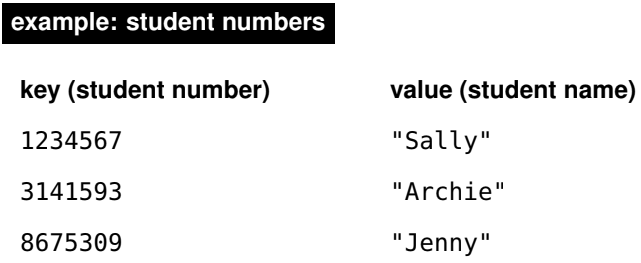 example: student numbers
key (student number) value (student name)
1234567 "Sally"
3141593 "Archie"
8675309 "Jenny"